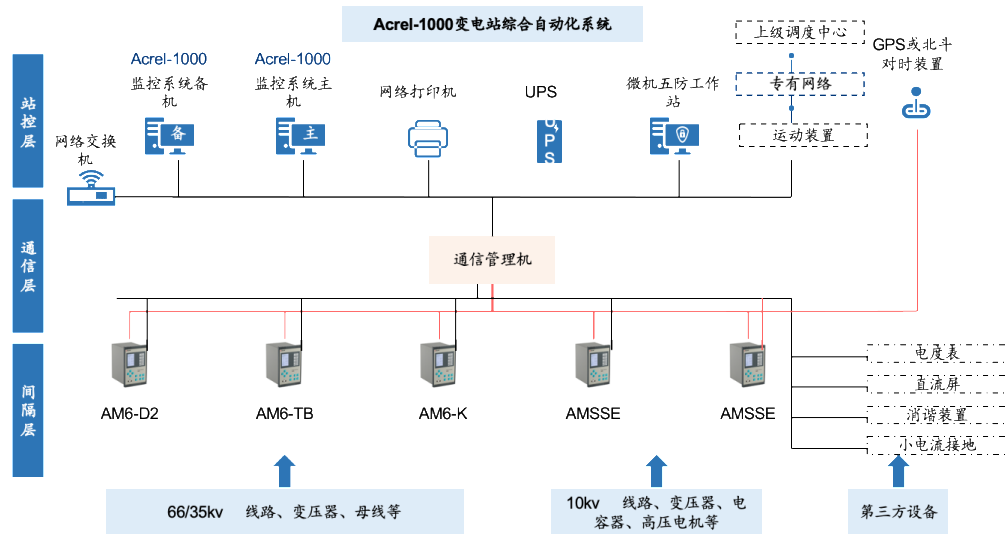 Acrel-1000变电站综合自动化系统
站控层
网络交换
机
Acrel-1000
监控系统备
机
备
Acrel-1000
监控系统主
机
主
网络打印机
UPS
UPS
微机五防工作
站
上级调度中心
专有网络
运动装置
GPS或北斗
对时装置
通信层
通信管理机
间隔层
AM6-D2
AM6-TB
AM6-K
AMSSE
AMSSE
电度表
直流屏
消谐装置
小电流接地
66/35kv 线路、变压器、母线等
10kv 线路、变压器、电
容器、高压电机等
第三方设备